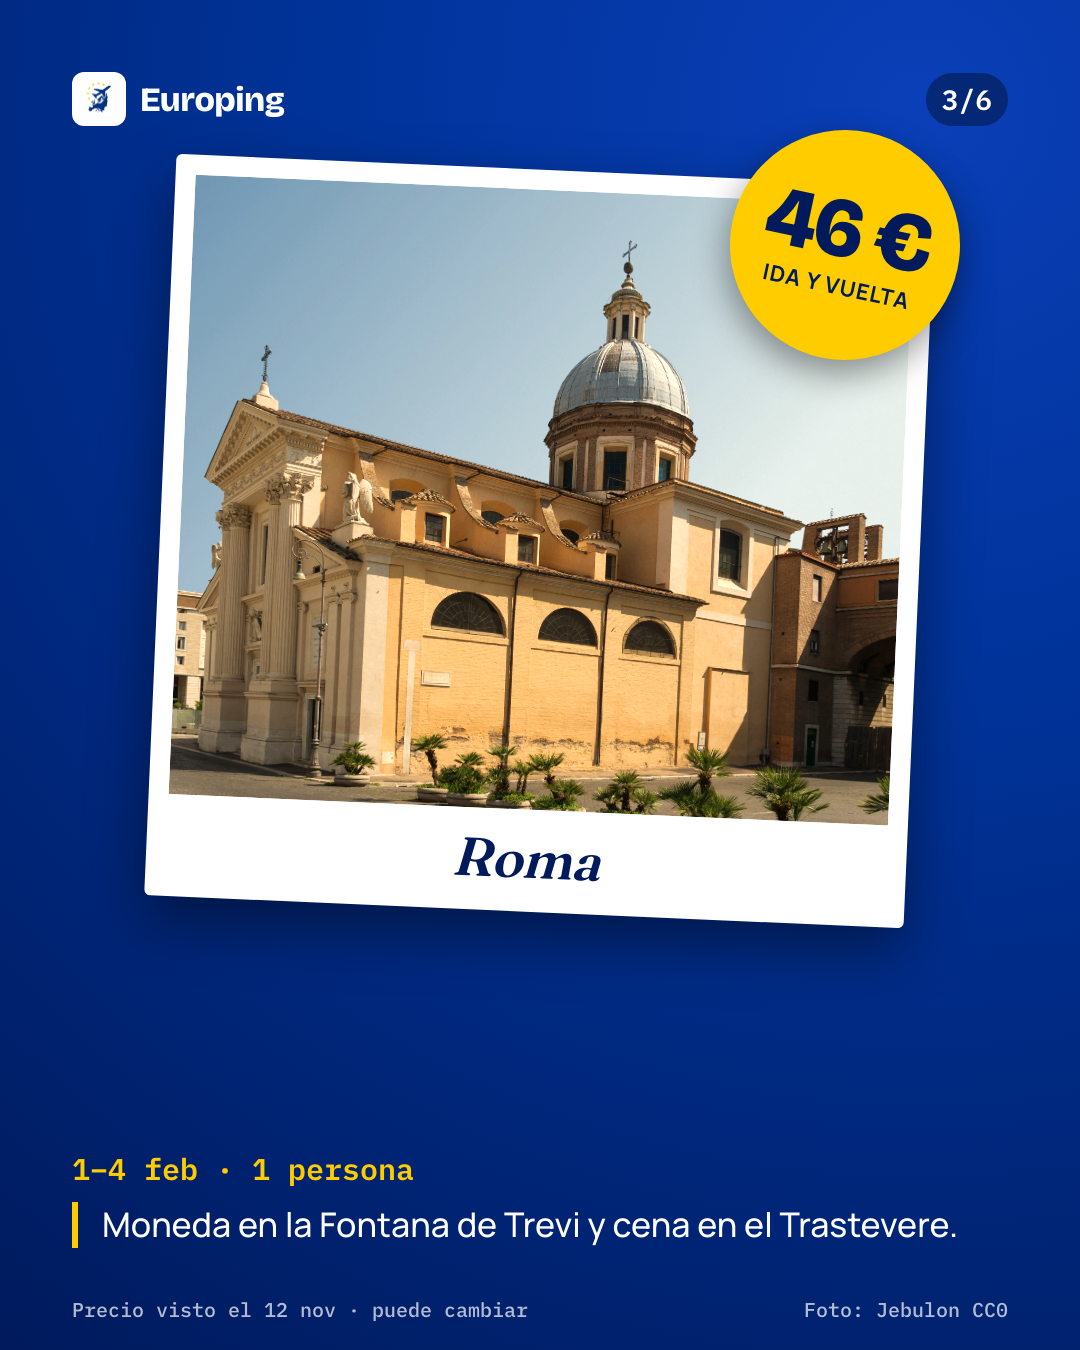 Europing
3/6
46 €
IDA Y VUELTA
Roma
1–4 feb · 1 persona
Moneda en la Fontana de Trevi y cena en el Trastevere.
Precio visto el 12 nov · puede cambiar
Foto: Jebulon CC0